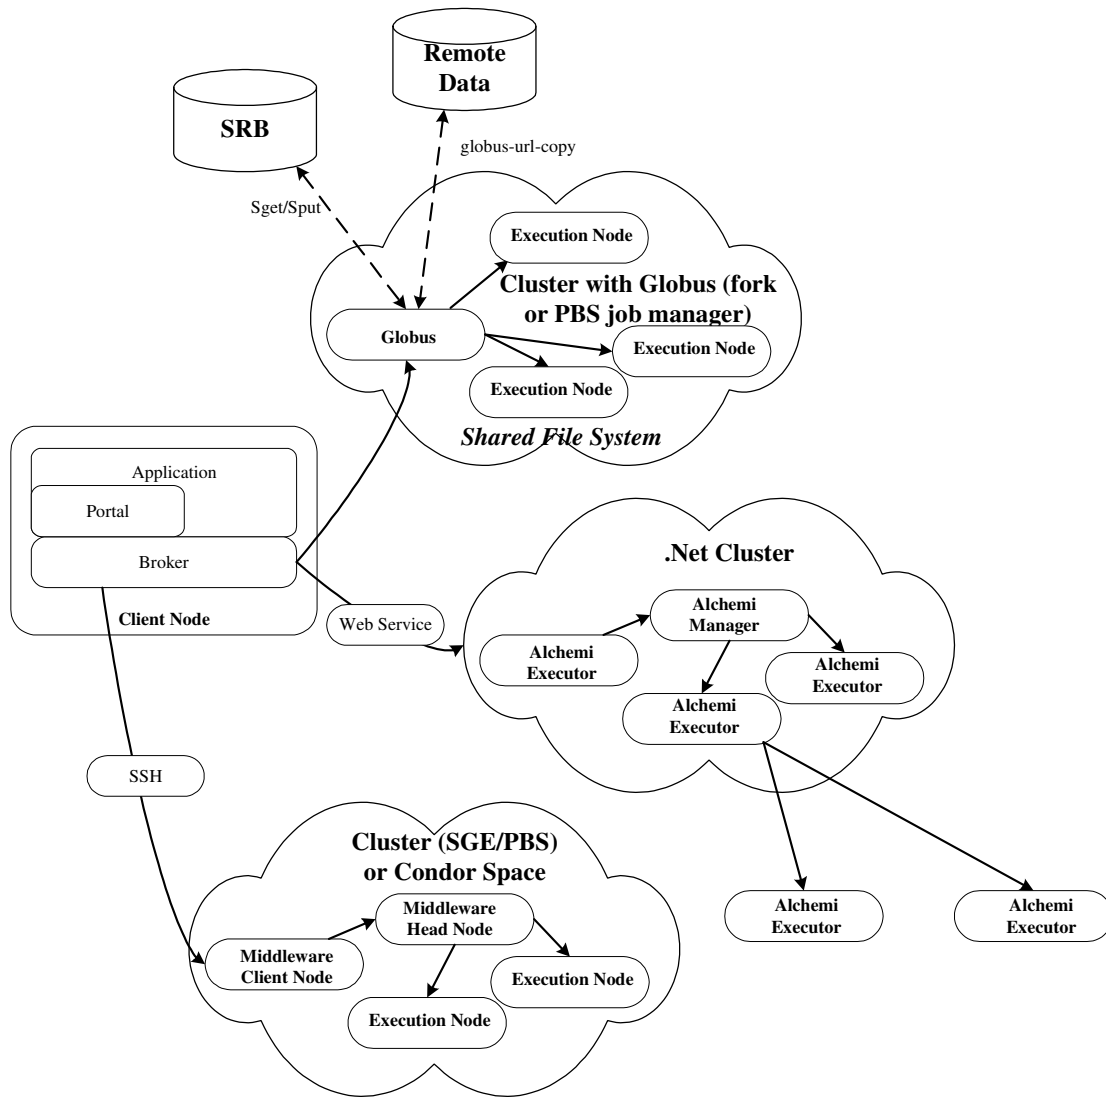 Remote
Data
SRB
globus-url-copy
Sget/Sput
Execution Node
Cluster with Globus (fork
or PBS job manager)
Globus
Execution Node
Execution Node
Shared File System
Application
Portal
Broker
Client Node
.Net Cluster
Web Service
Alchemi
Manager
Alchemi
Executor
Alchemi
Executor
Alchemi
Executor
SSH
Cluster (SGE/PBS)
or Condor Space
Alchemi
Executor
Alchemi
Executor
Middleware
Head Node
Middleware
Client Node
Execution Node
Execution Node